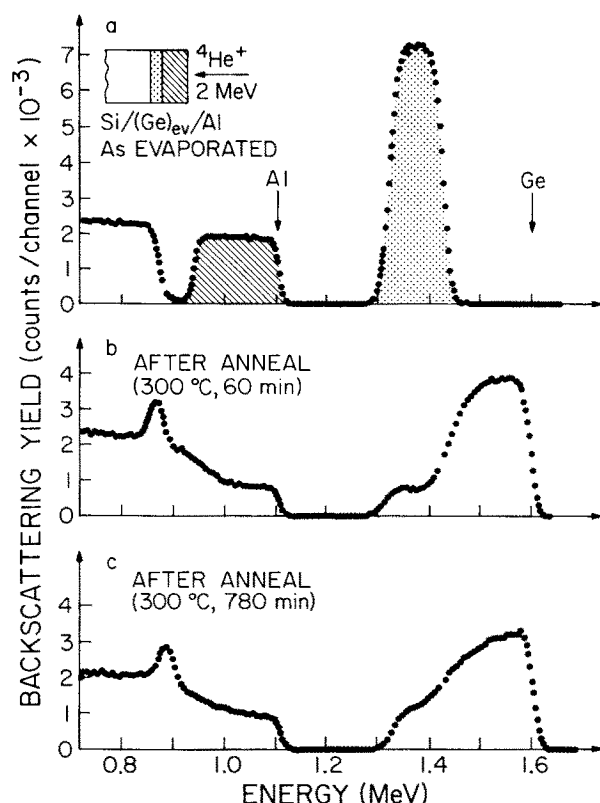 a
⁴He⁺
2 MeV
Si/(Ge)ev/Al
As EVAPORATED
Al
Ge
7
6
5
4
3
2
1
0
b
AFTER ANNEAL
(300 °C, 60 min)
4
3
2
1
0
c
AFTER ANNEAL
(300 °C, 780 min)
4
3
2
1
0
0.8 1.0 1.2 1.4 1.6
ENERGY (MeV)
BACKSCATTERING YIELD (counts/channel × 10⁻³)